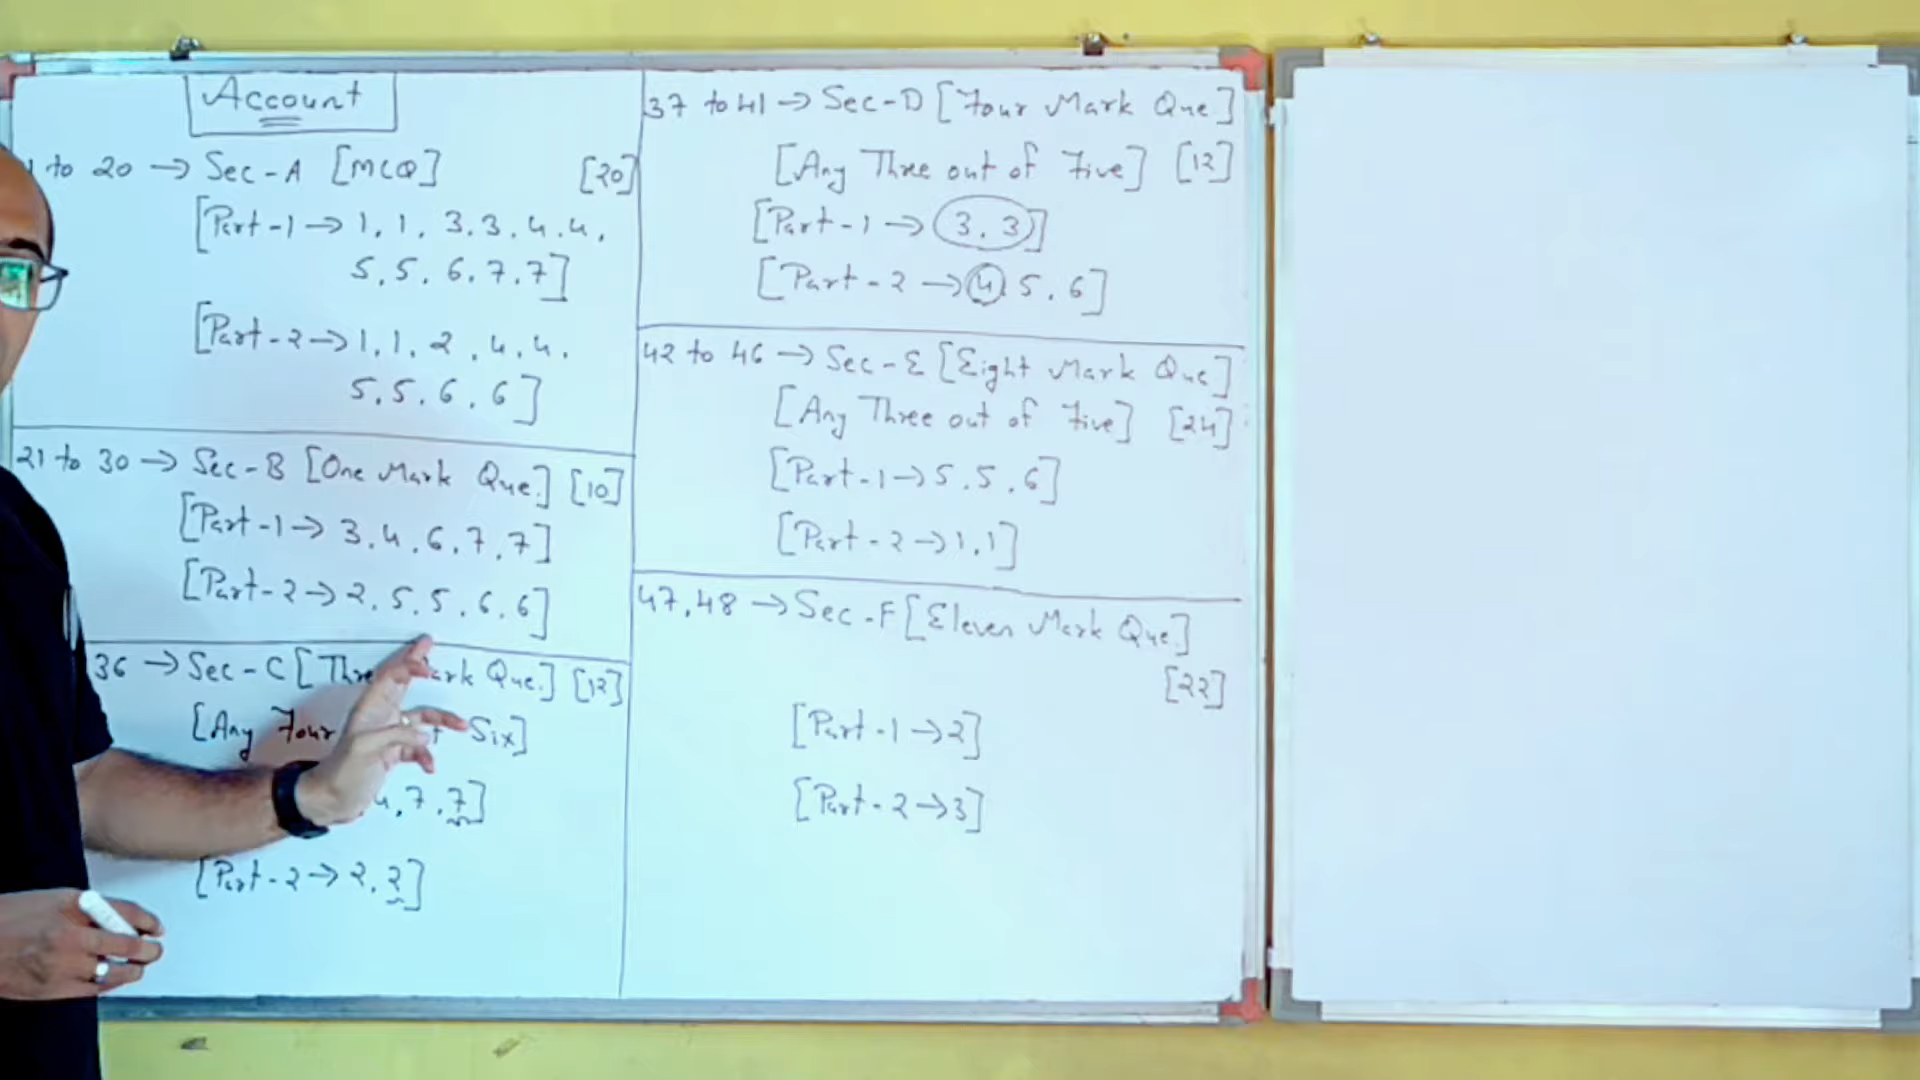 Account
to 20 → Sec-A [MCQ] [20]
[Part-1 → 1, 1, 3, 3, 4, 4,
5, 5, 6, 7, 7]
[Part-2 → 1, 1, 2, 4, 4,
5, 5, 6, 6]
21 to 30 → Sec-B [One Mark Que.] [10]
[Part-1 → 3, 4, 6, 7, 7]
[Part-2 → 2, 5, 5, 6, 6]
36 → Sec-C [ Mark Que.] [12]
[Any Four Six]
4, 7, 7]
[Part-2 → 2, 2]
37 to 41 → Sec-D [Four Mark Que]
[Any Three out of Five] [12]
[Part-1 → 3, 3]
[Part-2 → 4, 5, 6]
42 to 46 → Sec-E [Eight Mark Que]
[Any Three out of Five] [24]
[Part-1 → 5, 5, 6]
[Part-2 → 1, 1]
47, 48 → Sec-F [Eleven Mark Que.]
[22]
[Part-1 → 2]
[Part-2 → 3]